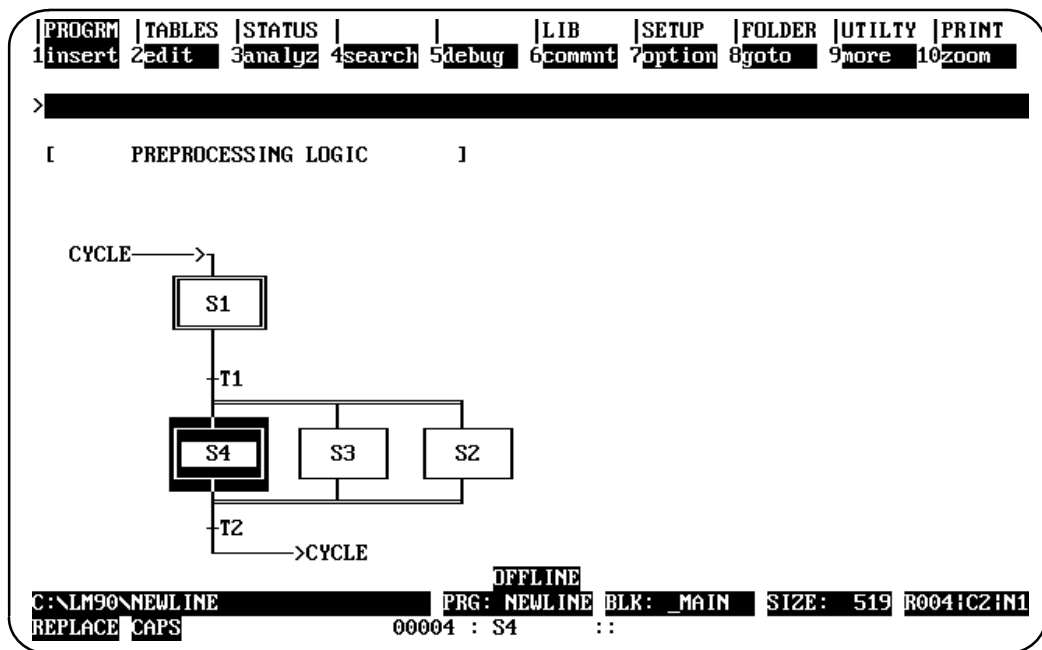 |PROGRM |TABLES |STATUS | | |LIB |SETUP |FOLDER |UTILTY |PRINT
1insert 2edit 3analyz 4search 5debug 6commnt 7option 8goto 9more 10zoom
>
[ PREPROCESSING LOGIC ]
CYCLE >
S1
T1
S4 S3 S2
T2
>CYCLE
OFFLINE
C:\LM90\NEWLINE PRG: NEWLINE BLK: _MAIN SIZE: 519 R004|C2|N1
REPLACE CAPS 00004 : S4 ::